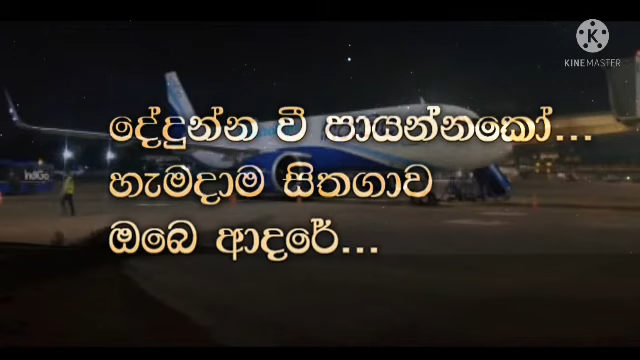 KINEMASTER
දේදුන්න වී පායන්නකෝ...
හැමදාම සිතගාව
ඔබෙ ආදරේ...
IndiGo